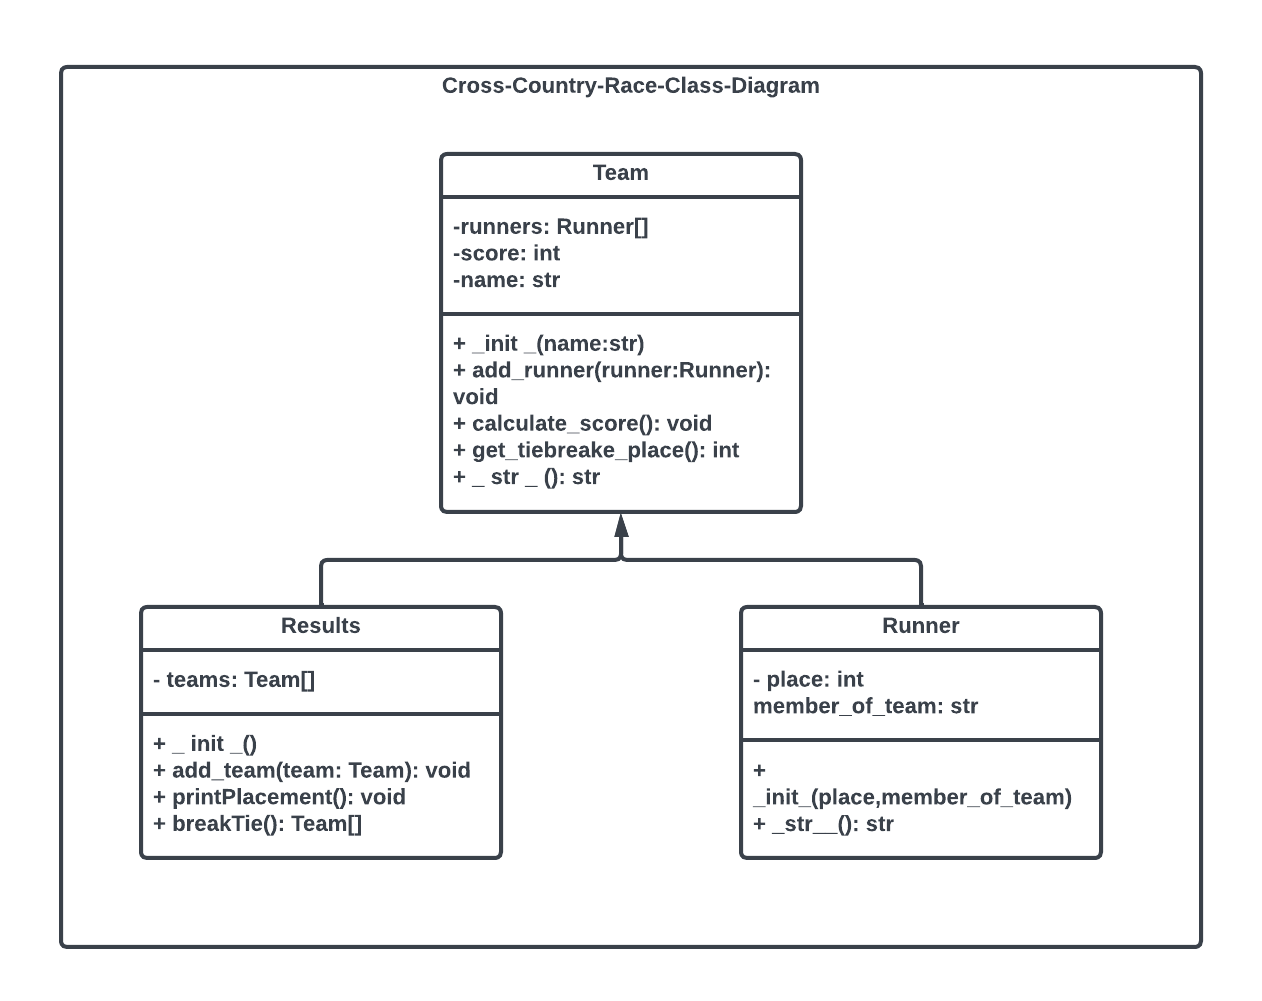 Cross-Country-Race-Class-Diagram
Team
-runners: Runner[]
-score: int
-name: str
+ _init _(name:str)
+ add_runner(runner:Runner):
void
+ calculate_score(): void
+ get_tiebreake_place(): int
+ _ str _ (): str
Results
- teams: Team[]
+ _ init _()
+ add_team(team: Team): void
+ printPlacement(): void
+ breakTie(): Team[]
Runner
- place: int
member_of_team: str
+
_init_(place,member_of_team)
+ _str__(): str